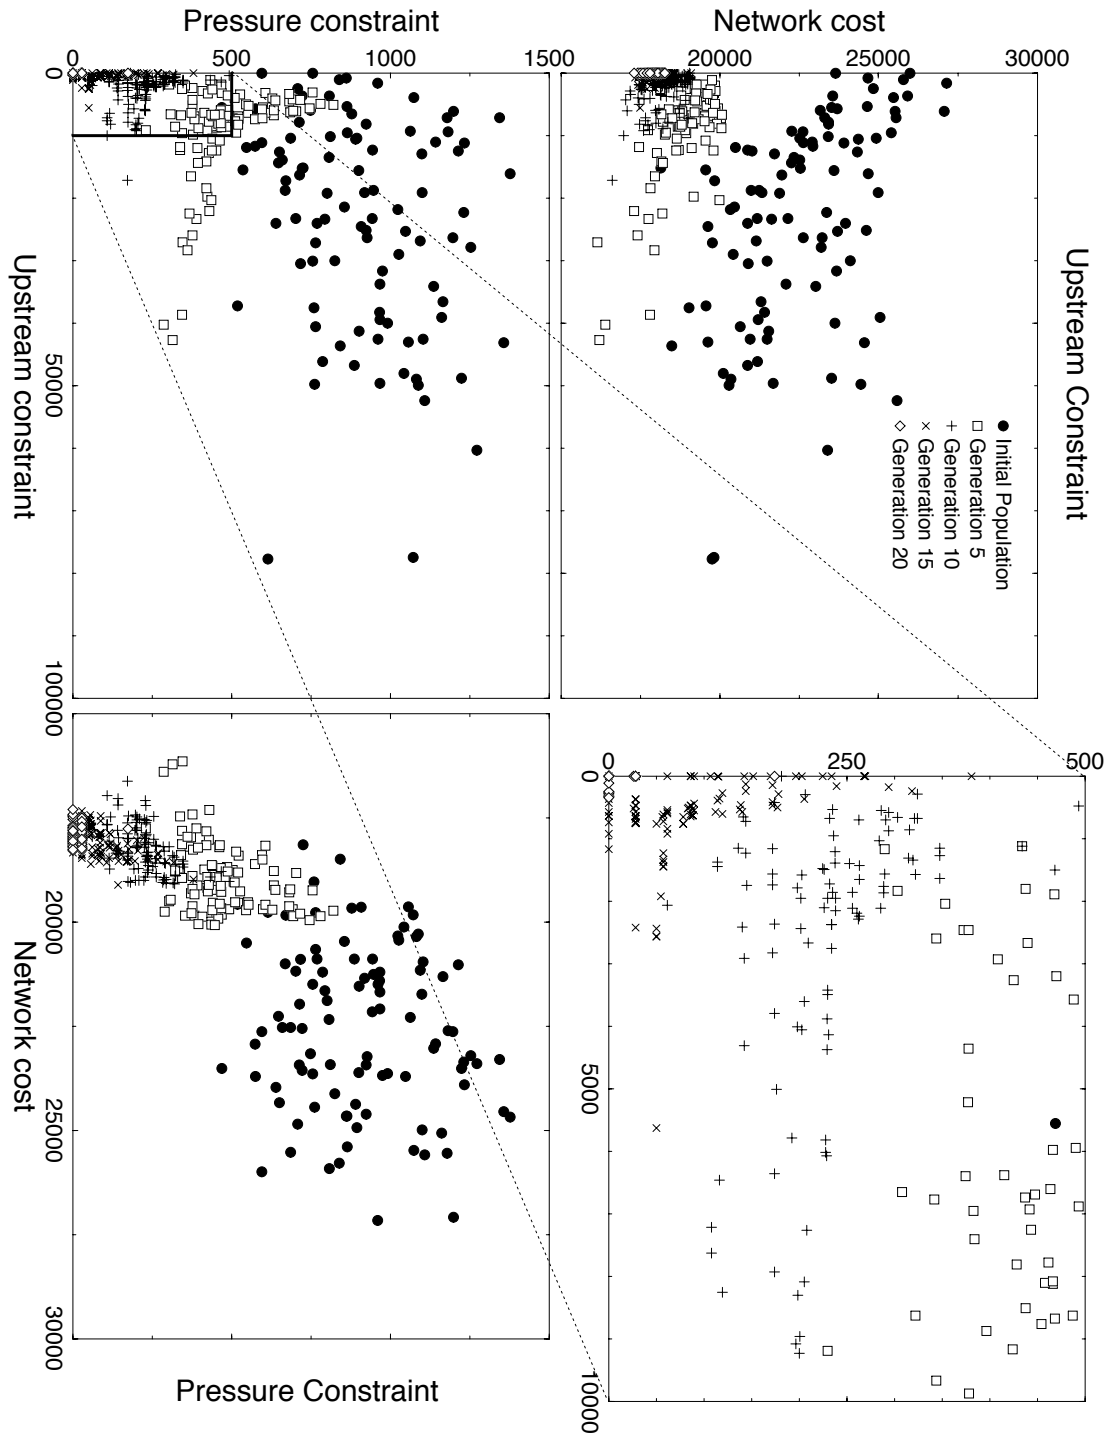 Pressure constraint
Network cost
0
500
1000
1500
20000
25000
30000
0
50000
100000
Upstream constraint
Upstream Constraint
Initial Population
Generation 5
Generation 10
Generation 15
Generation 20
0
250
500
0
5000
10000
20000
25000
30000
Network cost
Pressure Constraint